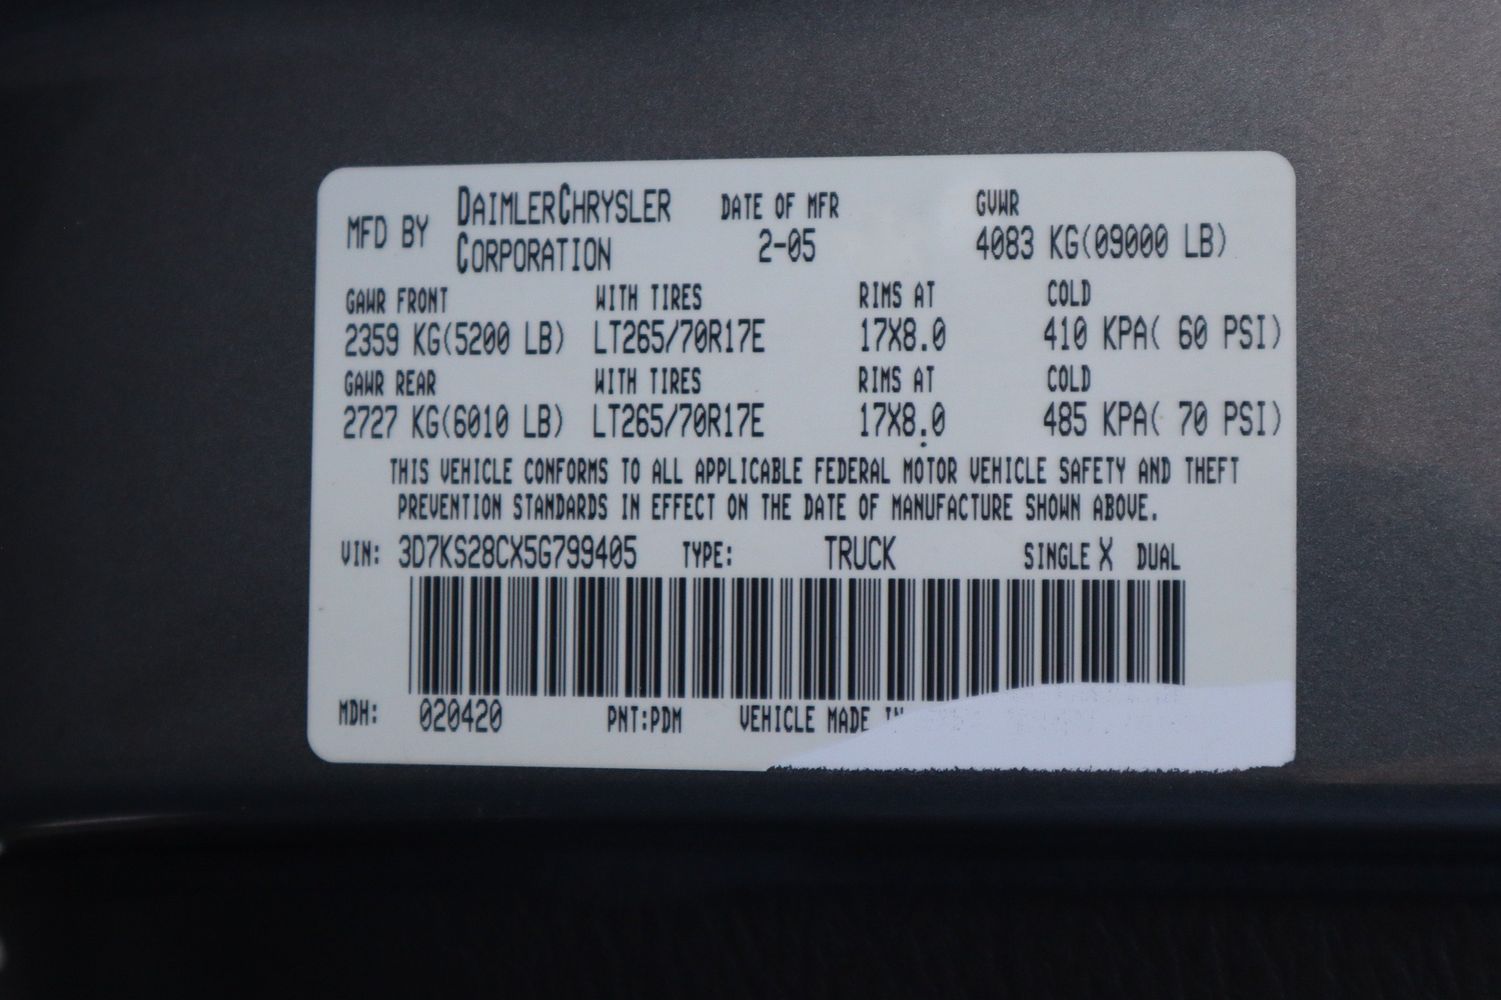 MFD BY DAIMLERCHRYSLER CORPORATION DATE OF MFR 2-05 GVWR 4083 KG(09000 LB)
GAWR FRONT WITH TIRES RIMS AT COLD
2359 KG(5200 LB) LT265/70R17E 17X8.0 410 KPA( 60 PSI)
GAWR REAR WITH TIRES RIMS AT COLD
2727 KG(6010 LB) LT265/70R17E 17X8.0 485 KPA( 70 PSI)
THIS VEHICLE CONFORMS TO ALL APPLICABLE FEDERAL MOTOR VEHICLE SAFETY AND THEFT
PREVENTION STANDARDS IN EFFECT ON THE DATE OF MANUFACTURE SHOWN ABOVE.
VIN: 3D7KS28CX5G799405 TYPE: TRUCK SINGLE X DUAL
MDH: 020420 PNT:PDM VEHICLE MADE IN